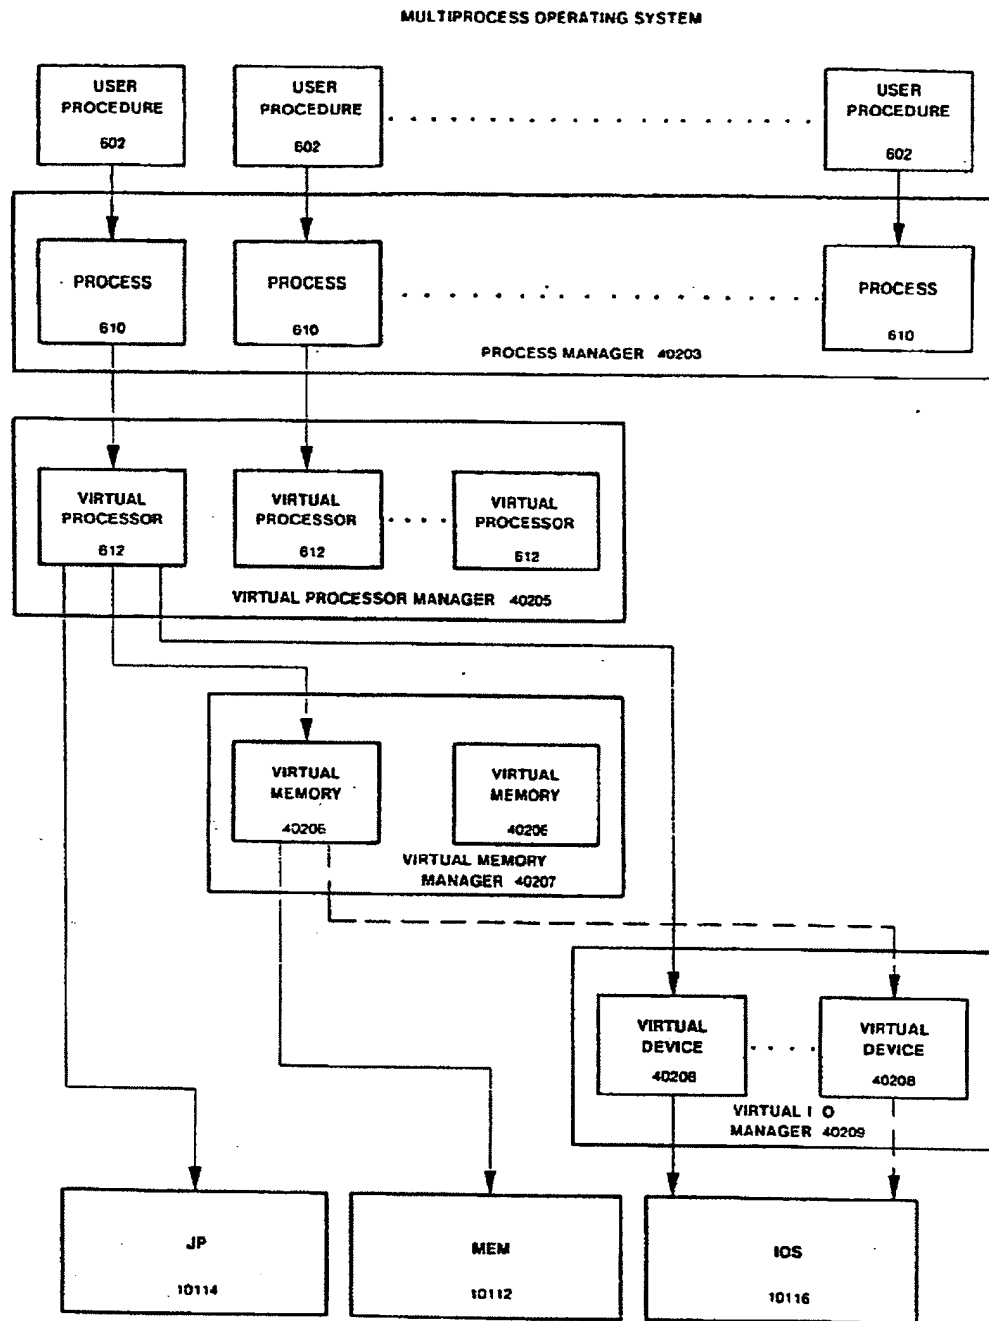 MULTIPROCESS OPERATING SYSTEM
USER
PROCEDURE
602
USER
PROCEDURE
602
USER
PROCEDURE
602
PROCESS
610
PROCESS
610
PROCESS
610
PROCESS MANAGER 40203
VIRTUAL
PROCESSOR
612
VIRTUAL
PROCESSOR
612
VIRTUAL
PROCESSOR
612
VIRTUAL PROCESSOR MANAGER 40205
VIRTUAL
MEMORY
40206
VIRTUAL
MEMORY
40206
VIRTUAL MEMORY
MANAGER 40207
VIRTUAL
DEVICE
40208
VIRTUAL
DEVICE
40208
VIRTUAL I O
MANAGER 40209
JP
10114
MEM
10112
IOS
10116